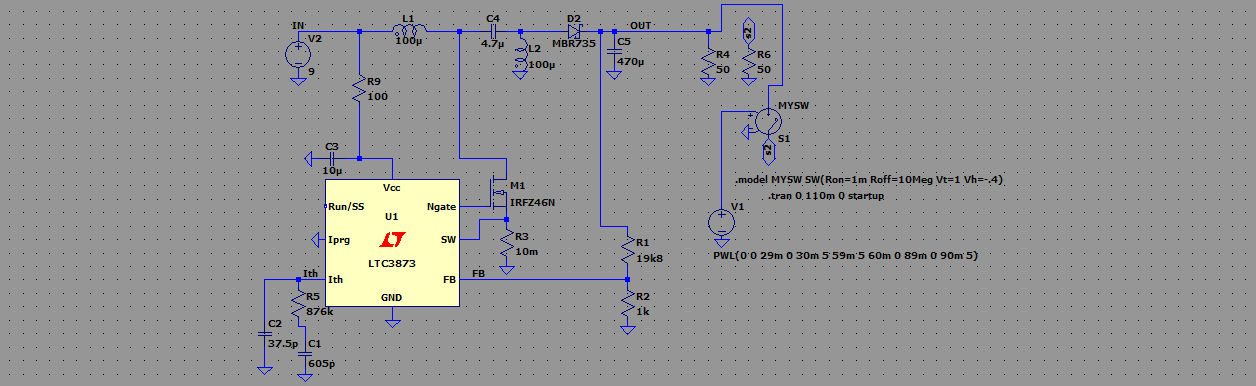 IN
V2
9
L1
100µ
C4
4.7µ
L2
100µ
D2
MBR735
OUT
C5
470µ
R4
50
s2
R6
50
R9
100
C3
10µ
MYSW
S1
s2
.model MYSW SW(Ron=1m Roff=10Meg Vt=1 Vh=-.4)
.tran 0 110m 0 startup
V1
PWL(0 0 29m 0 30m 5 59m 5 60m 0 89m 0 90m 5)
Vcc
Run/SS
Ngate
U1
Iprg
SW
LTC3873
Ith
Ith
FB
FB
GND
M1
IRFZ46N
R3
10m
R1
19k8
R2
1k
R5
876k
C2
37.5p
C1
605p